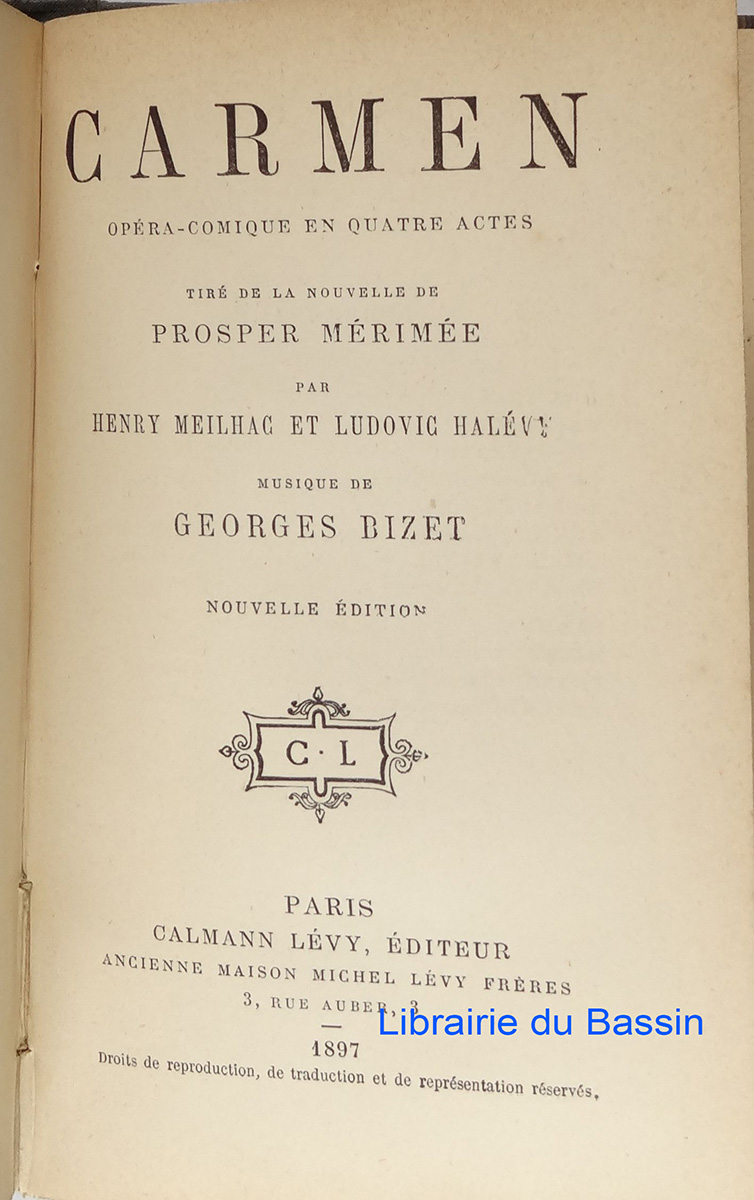 CARMEN
OPÉRA-COMIQUE EN QUATRE ACTES
TIRÉ DE LA NOUVELLE DE
PROSPER MÉRIMÉE
PAR
HENRY MEILHAC ET LUDOVIC HALÉVY
MUSIQUE DE
GEORGES BIZET
NOUVELLE ÉDITION
C · L
PARIS
CALMANN LÉVY, ÉDITEUR
ANCIENNE MAISON MICHEL LÉVY FRÈRES
3, RUE AUBER, 3
Librairie du Bassin
1897
Droits de reproduction, de traduction et de représentation réservés.